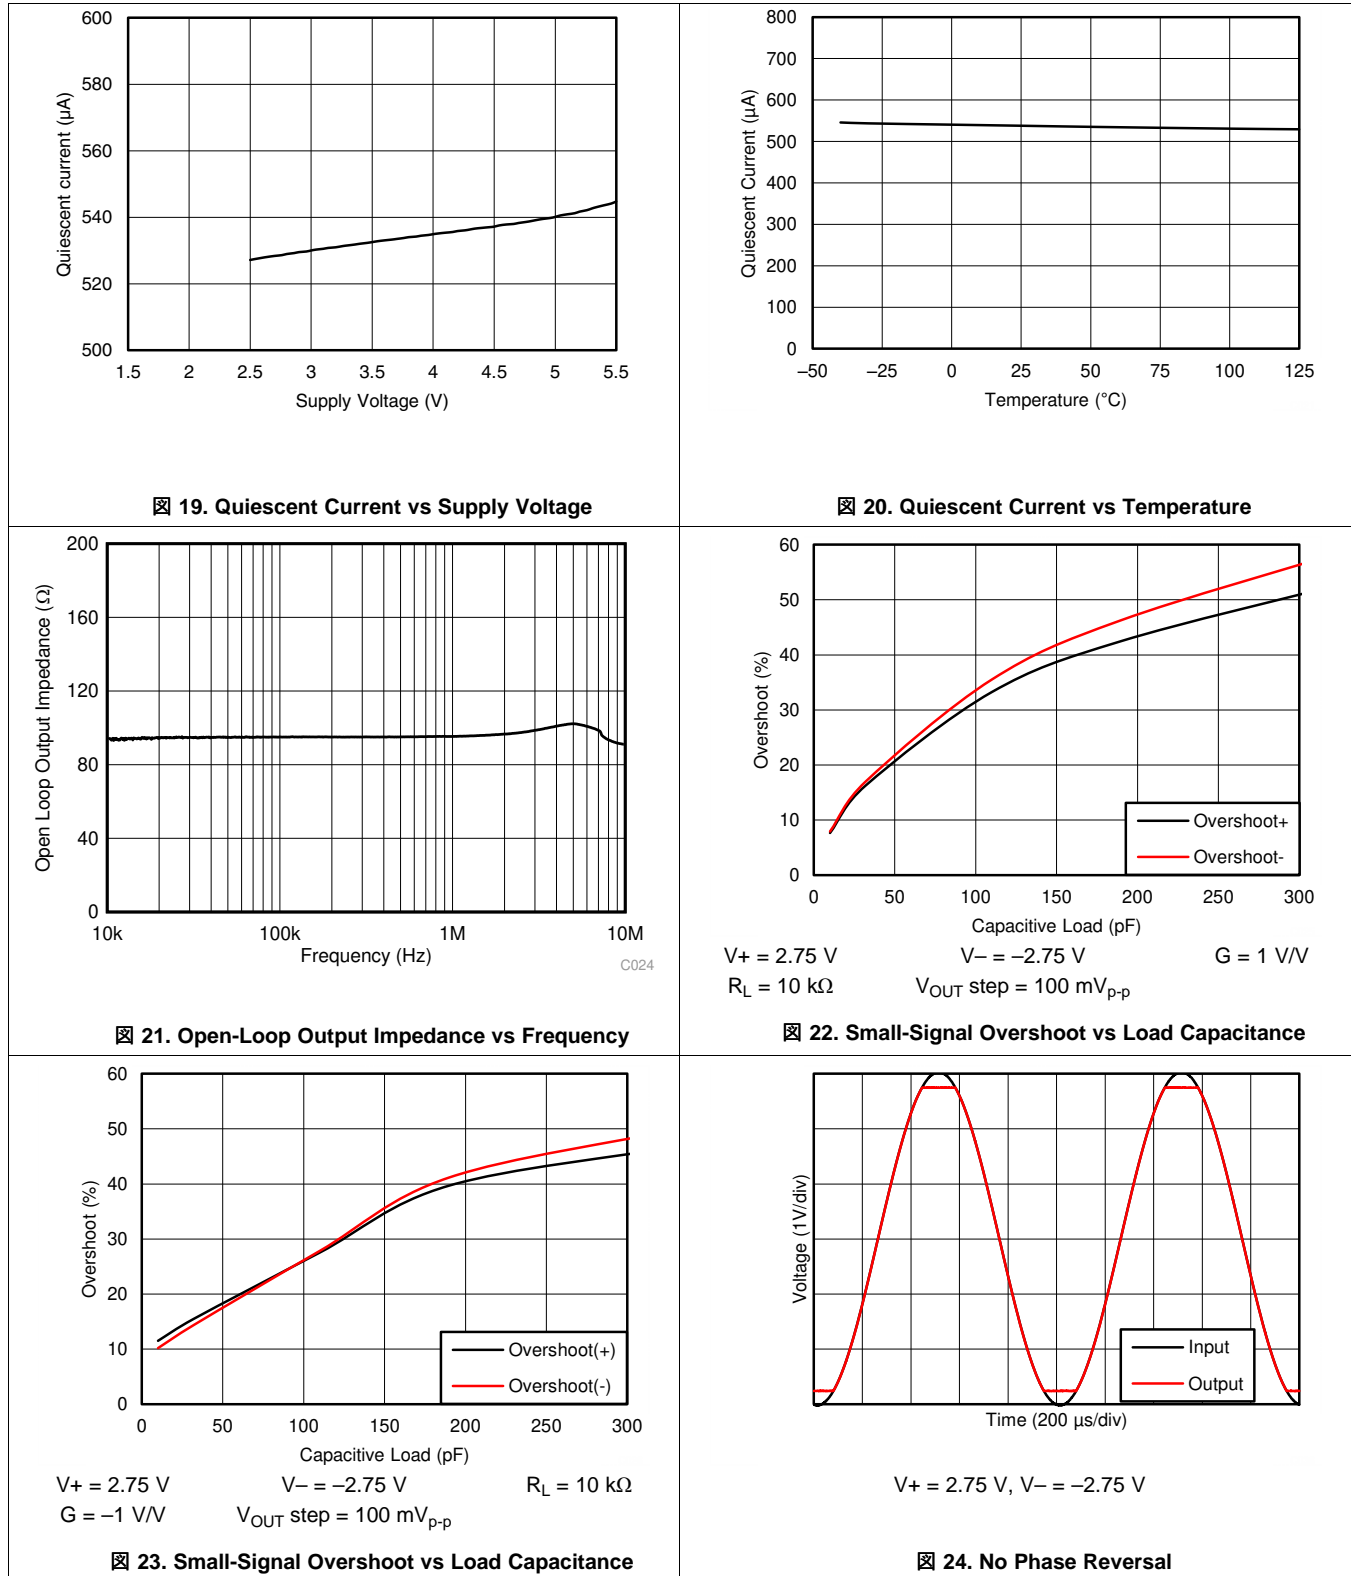 600
580
560
540
520
500
Quiescent current (µA)
1.5 2 2.5 3 3.5 4 4.5 5 5.5
Supply Voltage (V)
図 19. Quiescent Current vs Supply Voltage
800
700
600
500
400
300
200
100
0
Quiescent Current (µA)
–50 –25 0 25 50 75 100 125
Temperature (°C)
図 20. Quiescent Current vs Temperature
200
160
120
80
40
0
Open Loop Output Impedance (Ω)
10k 100k 1M 10M
Frequency (Hz)
C024
図 21. Open-Loop Output Impedance vs Frequency
60
50
40
30
20
10
0
Overshoot (%)
Overshoot+
Overshoot-
0 50 100 150 200 250 300
Capacitive Load (pF)
V+ = 2.75 V V– = –2.75 V G = 1 V/V
RL = 10 kΩ VOUT step = 100 mVp-p
図 22. Small-Signal Overshoot vs Load Capacitance
60
50
40
30
20
10
0
Overshoot (%)
Overshoot(+)
Overshoot(-)
0 50 100 150 200 250 300
Capacitive Load (pF)
V+ = 2.75 V V– = –2.75 V RL = 10 kΩ
G = –1 V/V VOUT step = 100 mVp-p
図 23. Small-Signal Overshoot vs Load Capacitance
Voltage (1V/div)
Input
Output
Time (200 µs/div)
V+ = 2.75 V, V– = –2.75 V
図 24. No Phase Reversal